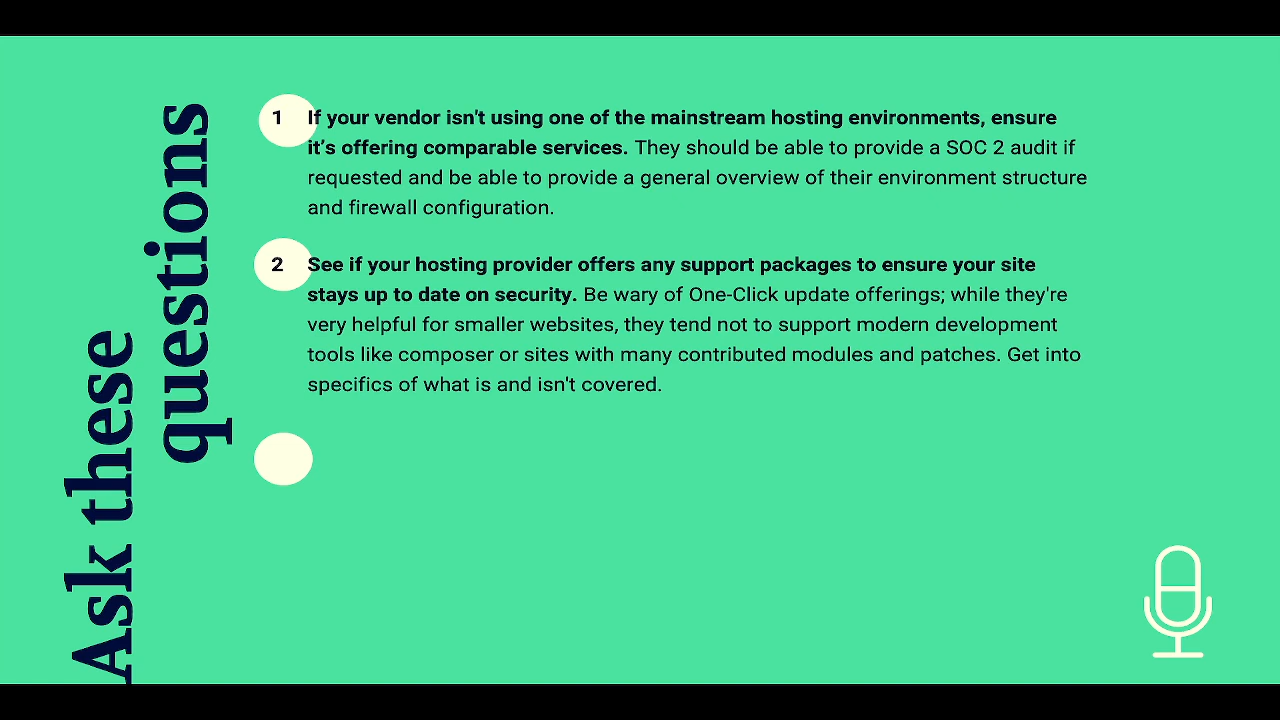 Ask these
questions
1 If your vendor isn't using one of the mainstream hosting environments, ensure
it's offering comparable services. They should be able to provide a SOC 2 audit if
requested and be able to provide a general overview of their environment structure
and firewall configuration.
2 See if your hosting provider offers any support packages to ensure your site
stays up to date on security. Be wary of One-Click update offerings; while they're
very helpful for smaller websites, they tend not to support modern development
tools like composer or sites with many contributed modules and patches. Get into
specifics of what is and isn't covered.